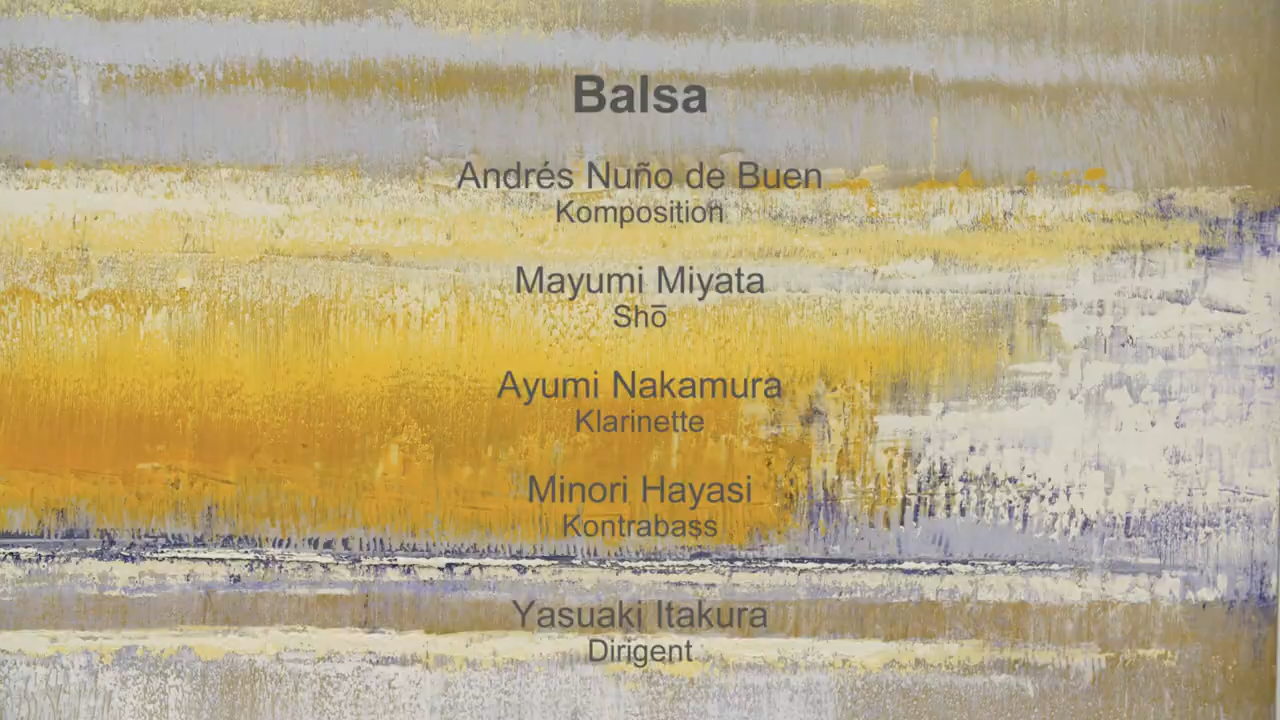 Balsa
Andrés Nuño de Buen
Komposition
Mayumi Miyata
Shō
Ayumi Nakamura
Klarinette
Minori Hayasi
Kontrabass
Yasuaki Itakura
Dirigent